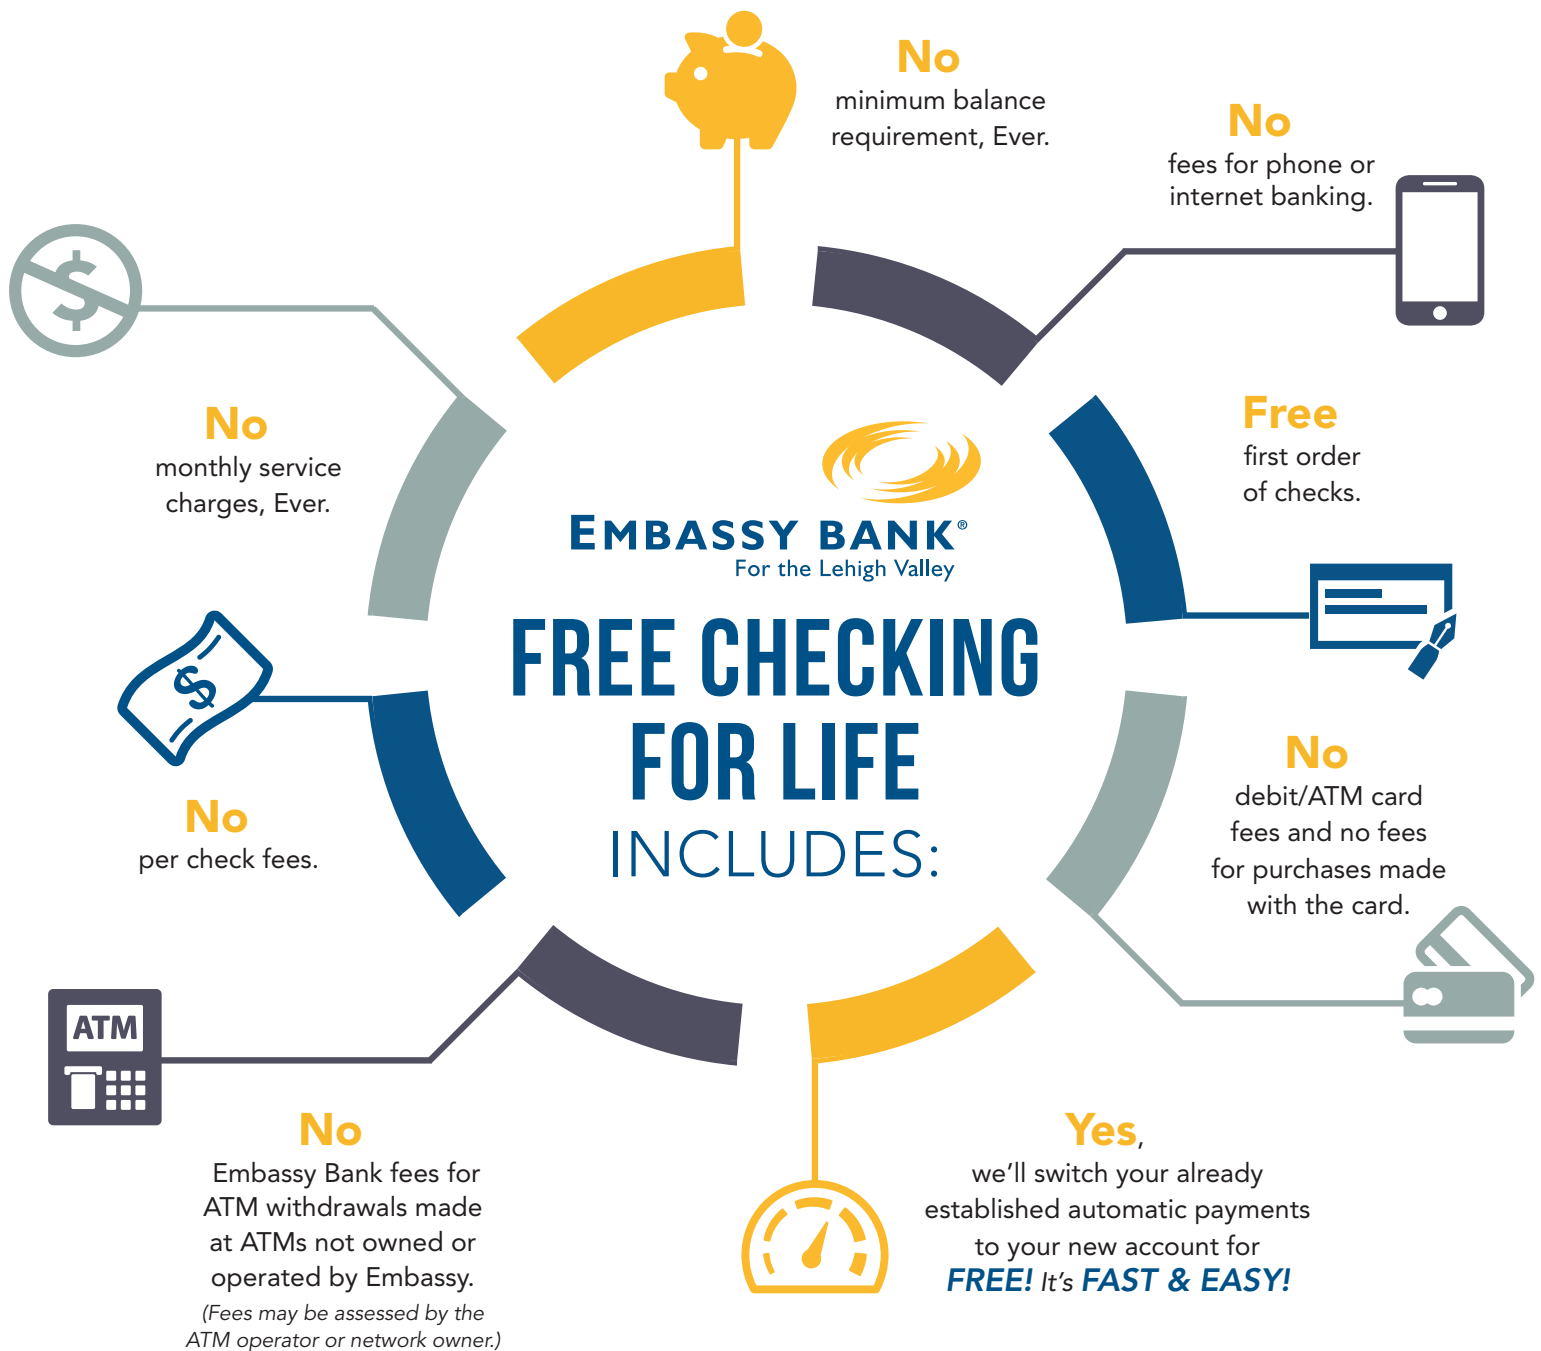 No
minimum balance
requirement, Ever.
No
fees for phone or
internet banking.
Free
first order
of checks.
No
debit/ATM card
fees and no fees
for purchases made
with the card.
Yes,
we'll switch your already
established automatic payments
to your new account for
FREE! It's FAST & EASY!
No
Embassy Bank fees for
ATM withdrawals made
at ATMs not owned or
operated by Embassy.
(Fees may be assessed by the
ATM operator or network owner.)
ATM
No
per check fees.
$
No
monthly service
charges, Ever.
$
EMBASSY BANK®
For the Lehigh Valley
FREE CHECKING
FOR LIFE
INCLUDES: